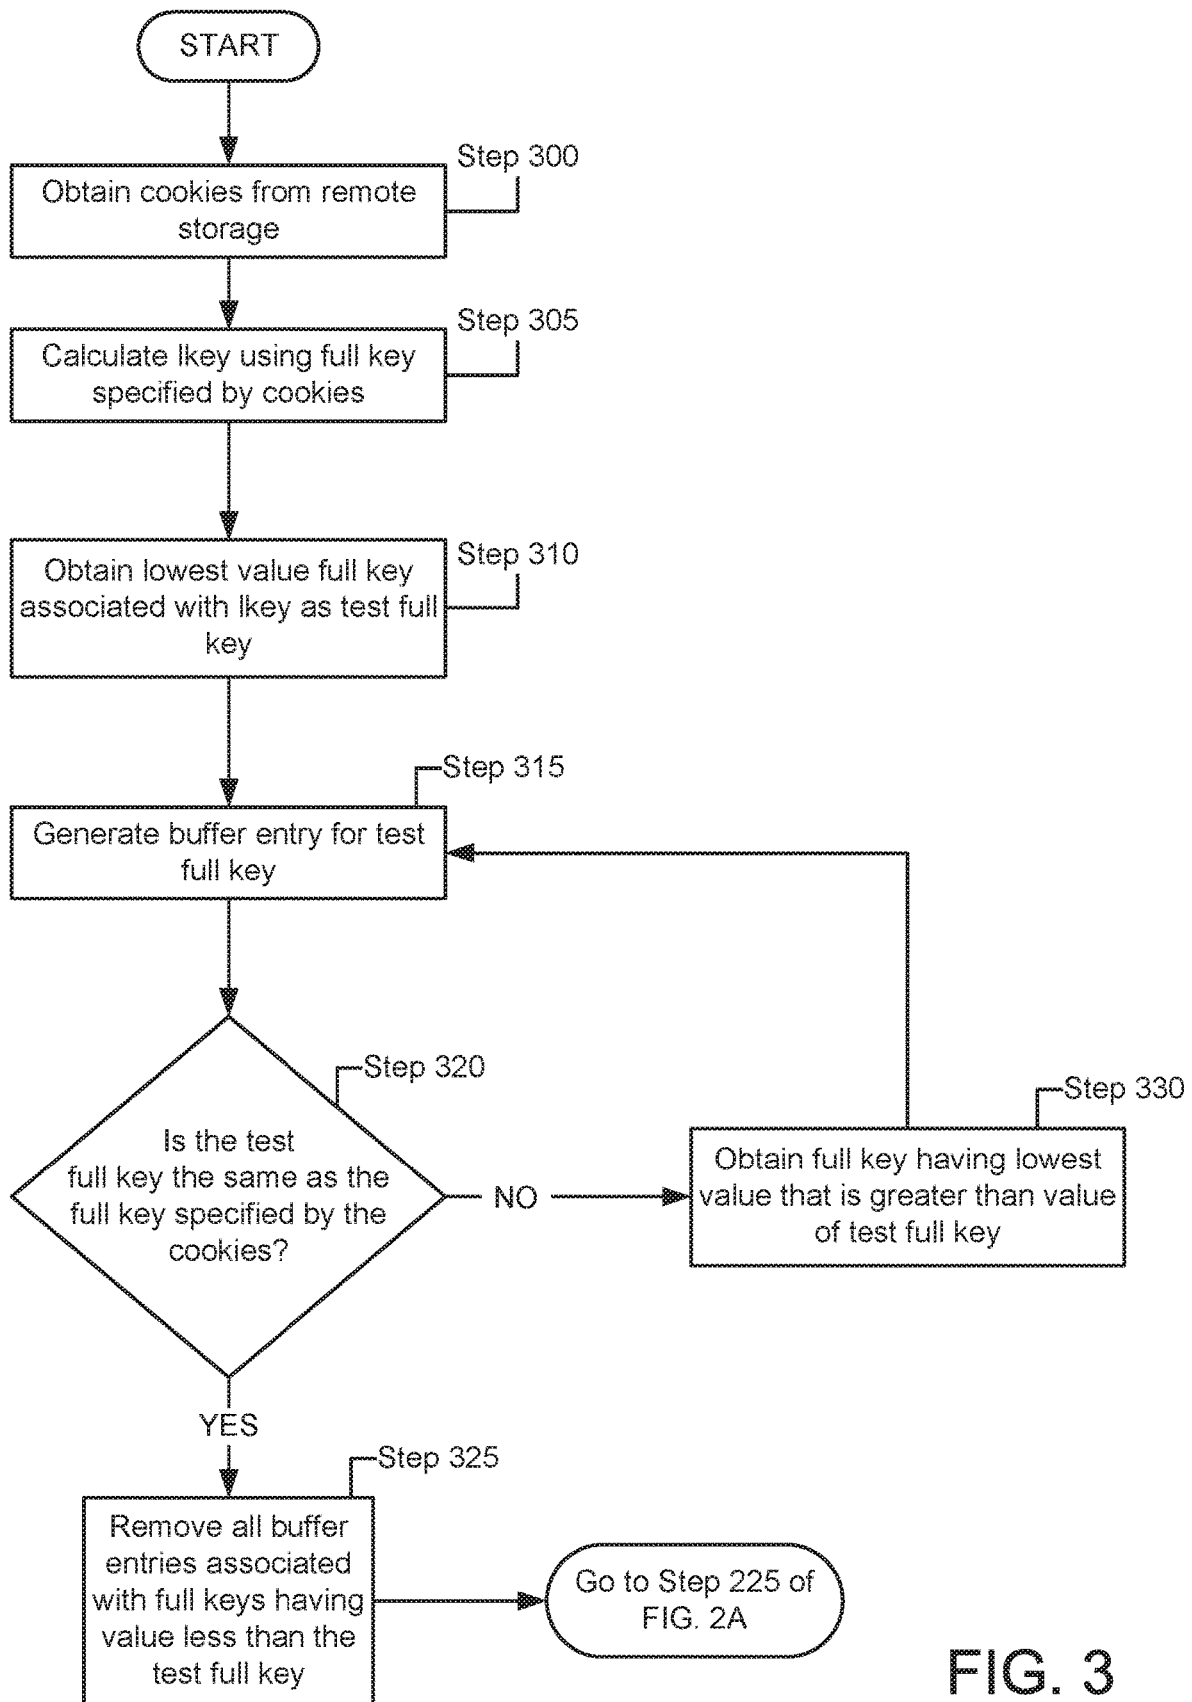 START
Step 300
Obtain cookies from remote
storage
Step 305
Calculate lkey using full key
specified by cookies
Step 310
Obtain lowest value full key
associated with lkey as test full
key
Step 315
Generate buffer entry for test
full key
Step 320
Is the test
full key the same as the
full key specified by the
cookies?
NO
Step 330
Obtain full key having lowest
value that is greater than value
of test full key
YES
Step 325
Remove all buffer
entries associated
with full keys having
value less than the
test full key
Go to Step 225 of
FIG. 2A
FIG. 3